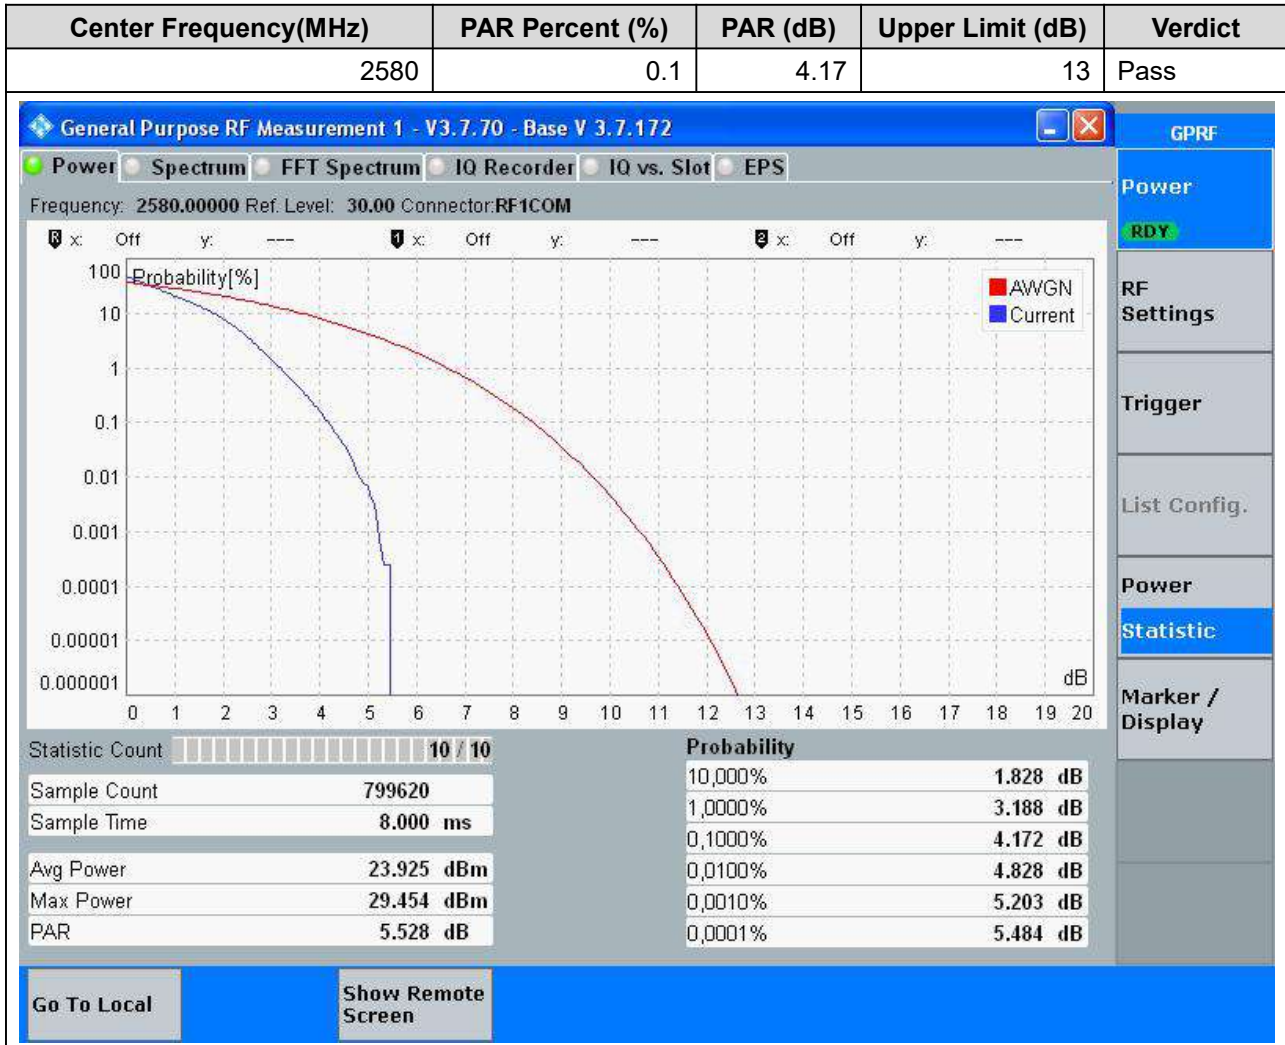 Center Frequency(MHz) PAR Percent (%) PAR (dB) Upper Limit (dB) Verdict
2580 0.1 4.17 13 Pass
General Purpose RF Measurement 1 - V3.7.70 - Base V 3.7.172
GPRF
Power Spectrum FFT Spectrum IQ Recorder IQ vs. Slot EPS
Power
RDY
Frequency: 2580.00000 Ref. Level: 30.00 Connector:RF1COM
R x: Off y: --- 1 x: Off y: --- 2 x: Off y: ---
Probability[%]
AWGN
Current
100
10
1
0.1
0.01
0.001
0.0001
0.00001
0.000001
dB
0 1 2 3 4 5 6 7 8 9 10 11 12 13 14 15 16 17 18 19 20
RF
Settings
Trigger
List Config.
Power
Statistic
Marker /
Display
Statistic Count 10 / 10
Sample Count 799620
Sample Time 8.000 ms
Avg Power 23.925 dBm
Max Power 29.454 dBm
PAR 5.528 dB
Probability
10,000% 1.828 dB
1,0000% 3.188 dB
0,1000% 4.172 dB
0,0100% 4.828 dB
0,0010% 5.203 dB
0,0001% 5.484 dB
Go To Local
Show Remote
Screen